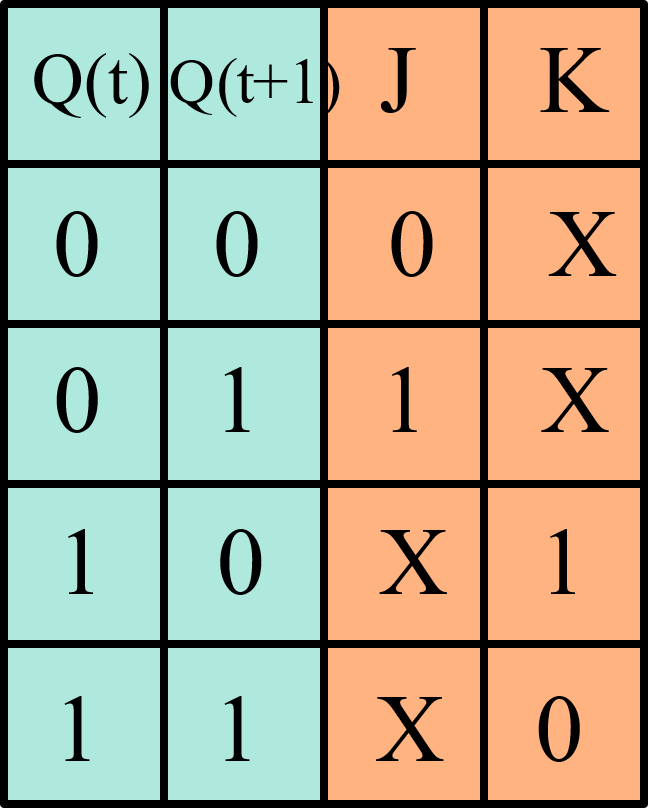 Q(t) Q(t+1) J K
0 0 0 X
0 1 1 X
1 0 X 1
1 1 X 0